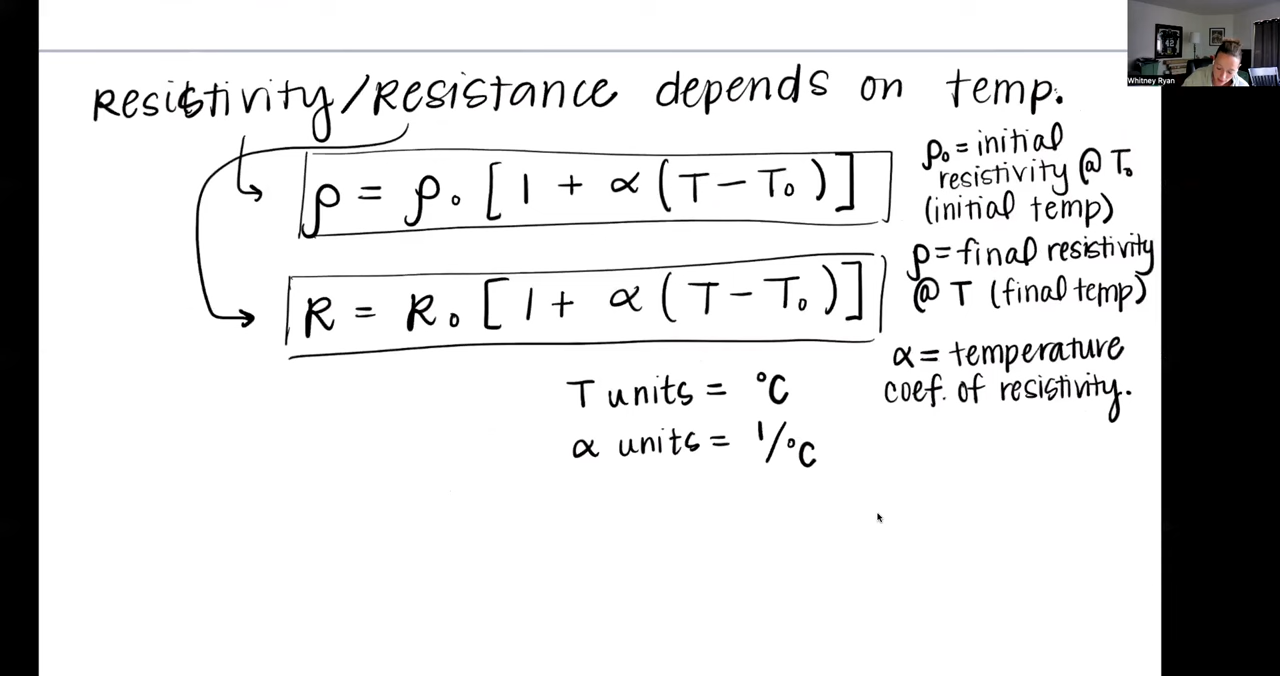 Resistivity/Resistance depends on temp.
ρ = ρ₀ [1 + α (T - T₀)]
R = R₀ [1 + α (T - T₀)]
T units = °C
α units = 1/°C
ρ₀ = initial
resistivity @ T₀
(initial temp)
ρ = final resistivity
@ T (final temp)
α = temperature
coef. of resistivity.
Whitney Ryan
42